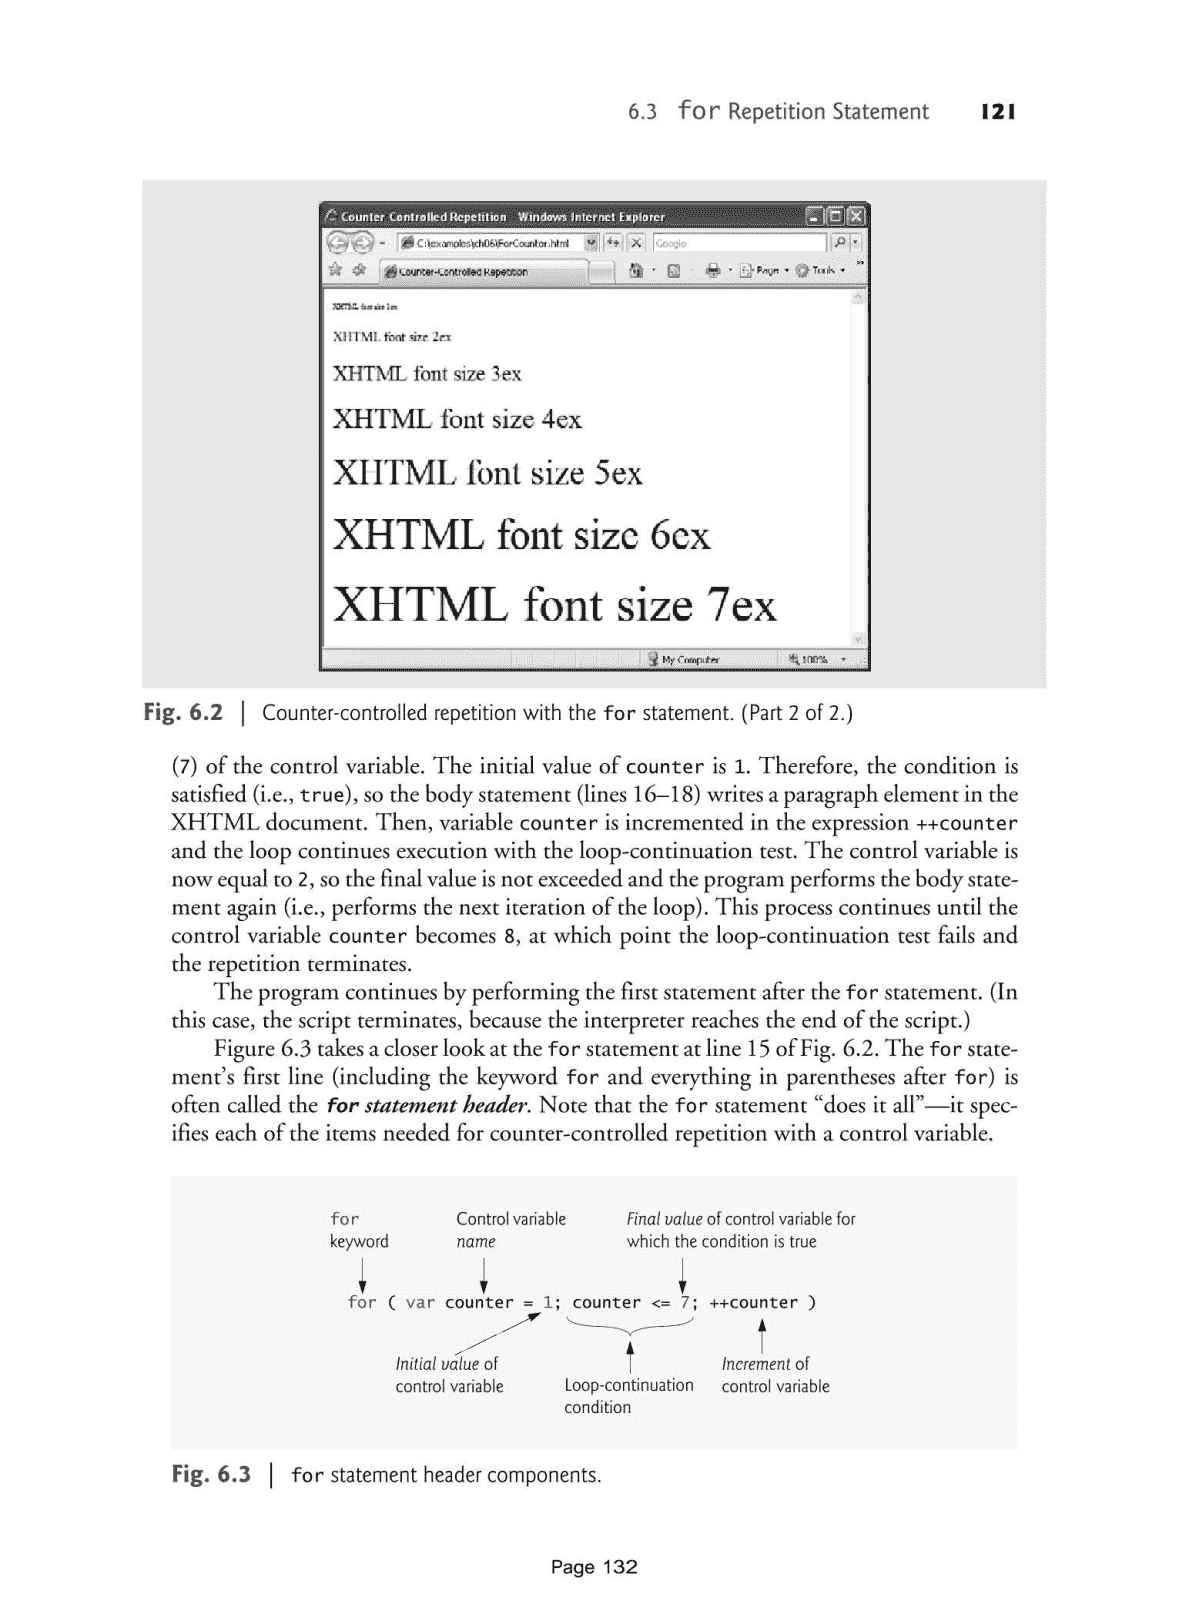 6.3 for Repetition Statement 121
Counter Controlled Repetition Windows Internet Explorer
C:\examples\ch06\ForCounter.html
Google
Counter-Controlled Repetition
Page
Tools
XHTML font size 1ex
XHTML font size 2ex
XHTML font size 3ex
XHTML font size 4ex
XHTML font size 5ex
XHTML font size 6ex
XHTML font size 7ex
My Computer 100%
Fig. 6.2 | Counter-controlled repetition with the for statement. (Part 2 of 2.)
(7) of the control variable. The initial value of counter is 1. Therefore, the condition is
satisfied (i.e., true), so the body statement (lines 16–18) writes a paragraph element in the
XHTML document. Then, variable counter is incremented in the expression ++counter
and the loop continues execution with the loop-continuation test. The control variable is
now equal to 2, so the final value is not exceeded and the program performs the body state-
ment again (i.e., performs the next iteration of the loop). This process continues until the
control variable counter becomes 8, at which point the loop-continuation test fails and
the repetition terminates.
The program continues by performing the first statement after the for statement. (In
this case, the script terminates, because the interpreter reaches the end of the script.)
Figure 6.3 takes a closer look at the for statement at line 15 of Fig. 6.2. The for state-
ment's first line (including the keyword for and everything in parentheses after for) is
often called the for statement header. Note that the for statement “does it all”—it spec-
ifies each of the items needed for counter-controlled repetition with a control variable.
for Control variable Final value of control variable for
keyword name which the condition is true
for ( var counter = 1; counter <= 7; ++counter )
Initial value of Increment of
control variable Loop-continuation control variable
condition
Fig. 6.3 | for statement header components.
Page 132